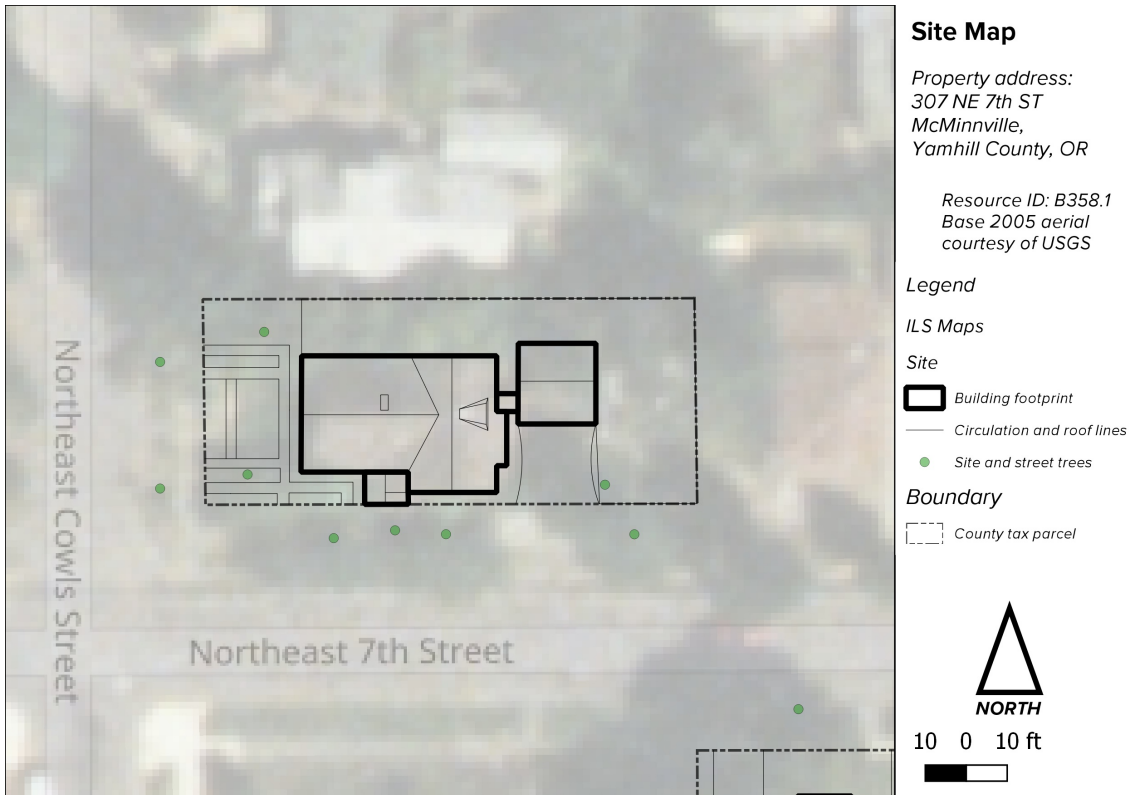 Site Map
Property address:
307 NE 7th ST
McMinnville,
Yamhill County, OR
Resource ID: B358.1
Base 2005 aerial
courtesy of USGS
Legend
ILS Maps
Site
Building footprint
Circulation and roof lines
Site and street trees
Boundary
County tax parcel
NORTH
10 0 10 ft
Northeast Cowls Street
Northeast 7th Street